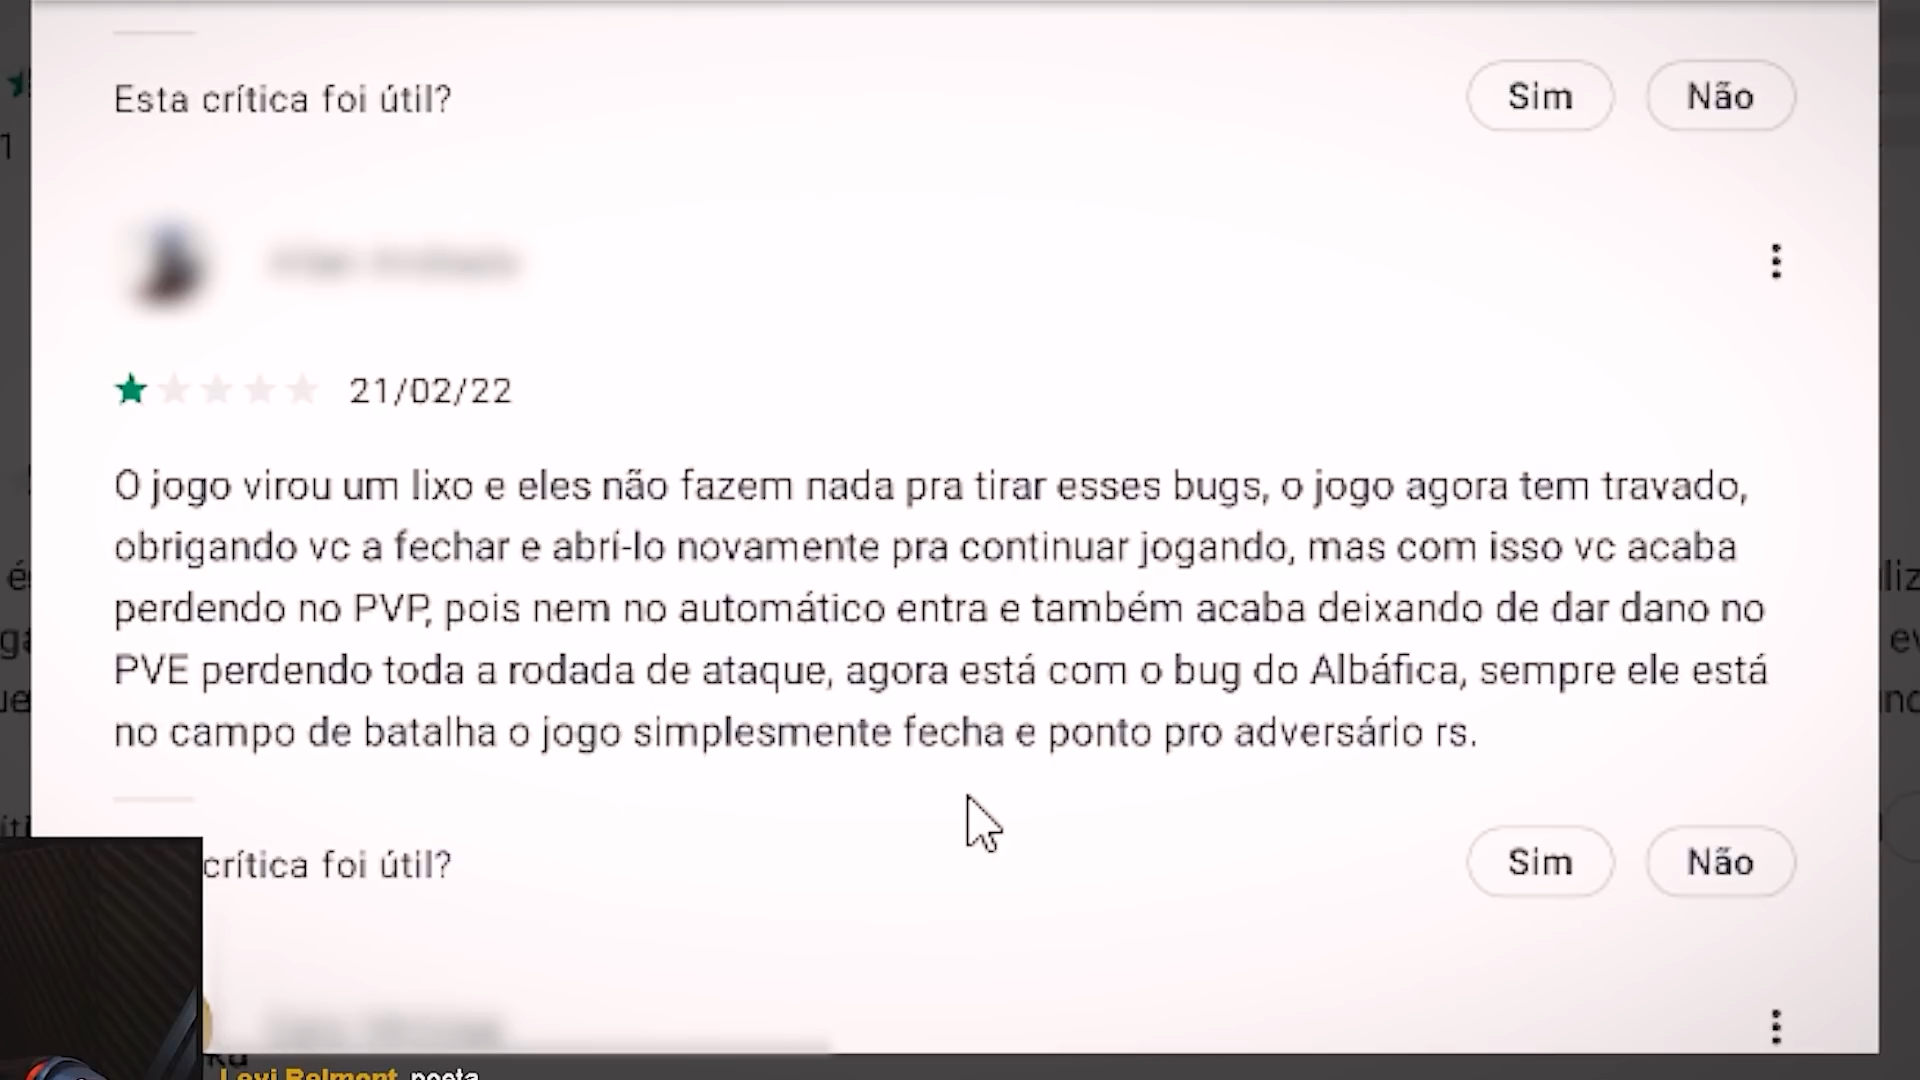 Esta crítica foi útil?
Sim
Não
21/02/22
O jogo virou um lixo e eles não fazem nada pra tirar esses bugs, o jogo agora tem travado,
obrigando vc a fechar e abrí-lo novamente pra continuar jogando, mas com isso vc acaba
perdendo no PVP, pois nem no automático entra e também acaba deixando de dar dano no
PVE perdendo toda a rodada de ataque, agora está com o bug do Albáfica, sempre ele está
no campo de batalha o jogo simplesmente fecha e ponto pro adversário rs.
crítica foi útil?
Sim
Não
Levi Belmont poeta